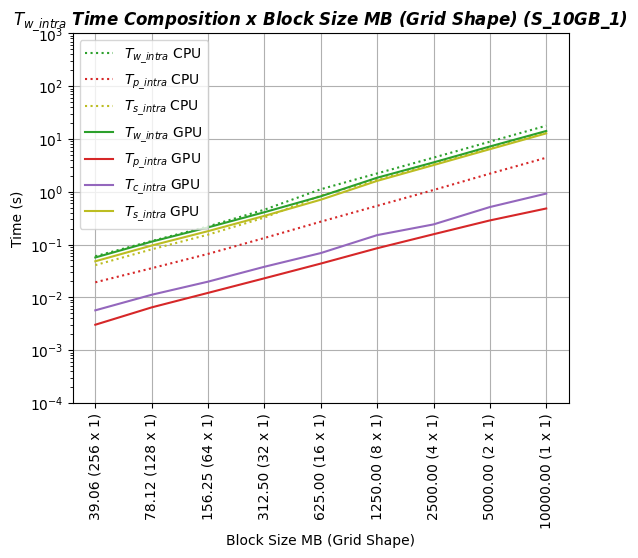 T_w_intra Time Composition x Block Size MB (Grid Shape) (S_10GB_1)
10^3
10^2
10^1
10^0
10^-1
10^-2
10^-3
10^-4
Time (s)
T_w_intra CPU
T_p_intra CPU
T_s_intra CPU
T_w_intra GPU
T_p_intra GPU
T_c_intra GPU
T_s_intra GPU
39.06 (256 x 1)
78.12 (128 x 1)
156.25 (64 x 1)
312.50 (32 x 1)
625.00 (16 x 1)
1250.00 (8 x 1)
2500.00 (4 x 1)
5000.00 (2 x 1)
10000.00 (1 x 1)
Block Size MB (Grid Shape)